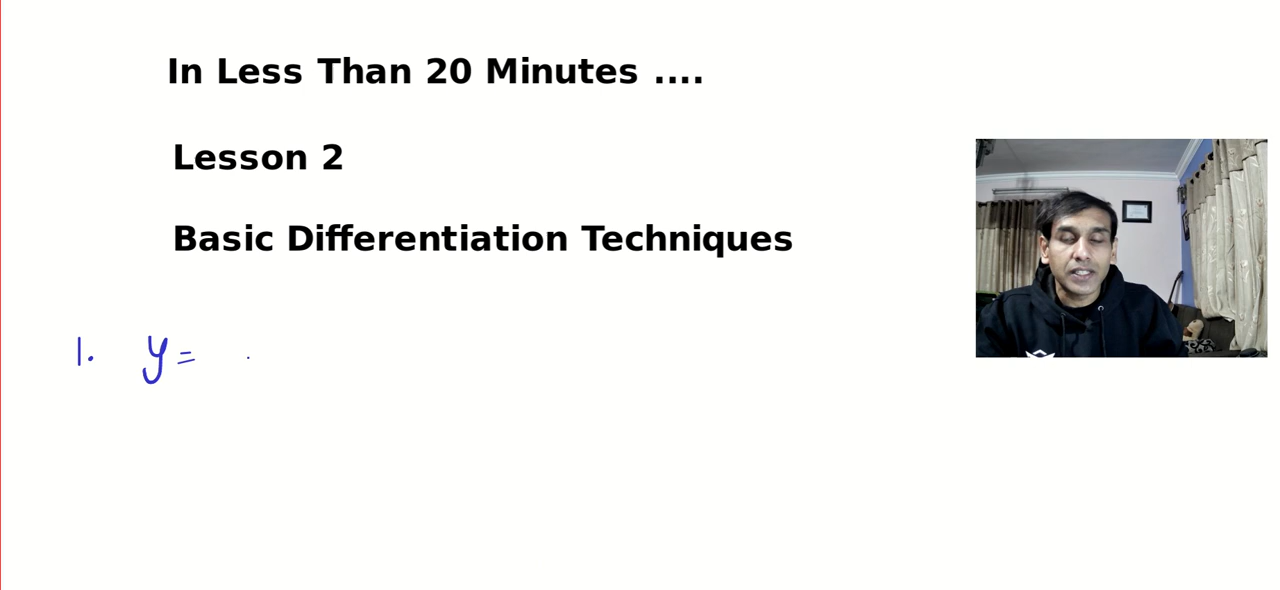 In Less Than 20 Minutes ....
Lesson 2
Basic Differentiation Techniques
1. y =